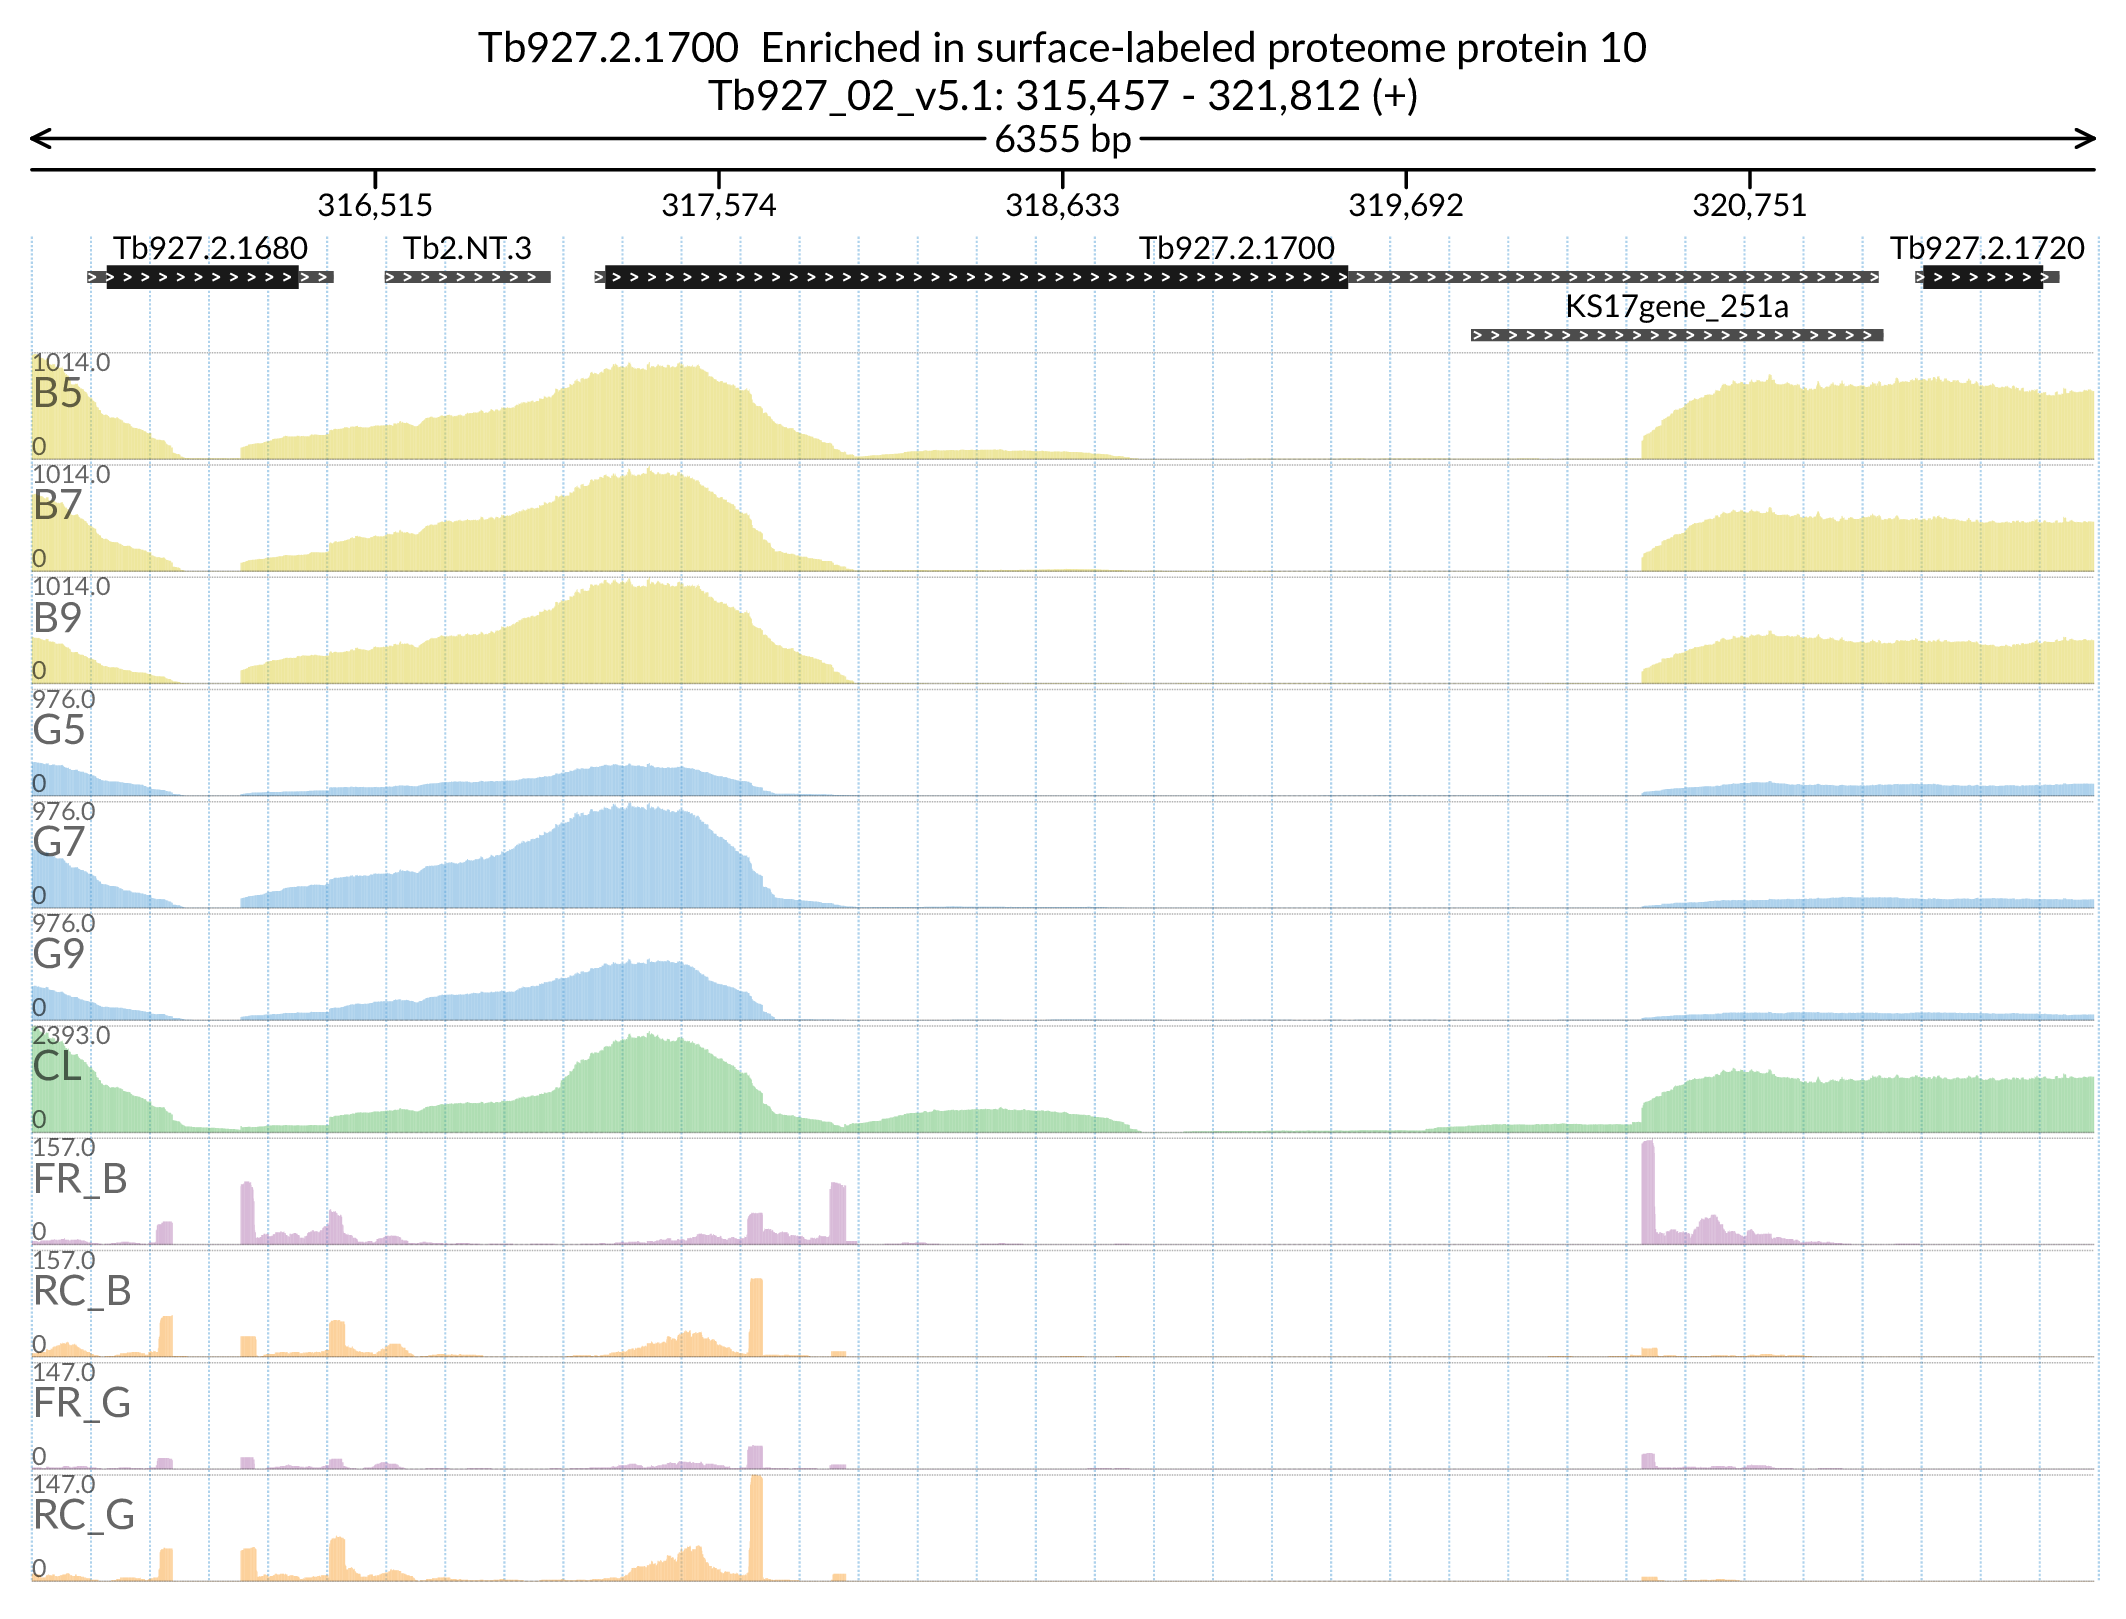 Tb927.2.1700 Enriched in surface-labeled proteome protein 10
Tb927_02_v5.1: 315,457 - 321,812 (+)
6355 bp
316,515 317,574 318,633 319,692 320,751
Tb927.2.1680 Tb2.NT.3 Tb927.2.1700 Tb927.2.1720
KS17gene_251a
1014.0
B5
0
1014.0
B7
0
1014.0
B9
0
976.0
G5
0
976.0
G7
0
976.0
G9
0
2393.0
CL
0
157.0
FR_B
0
157.0
RC_B
0
147.0
FR_G
0
147.0
RC_G
0